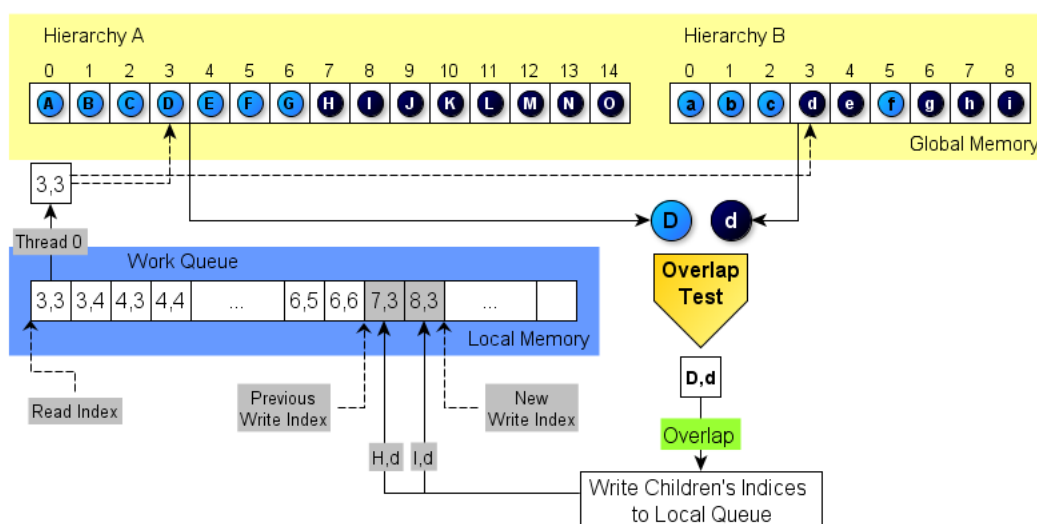 Hierarchy A
Hierarchy B
0 1 2 3 4 5 6 7 8 9 10 11 12 13 14
0 1 2 3 4 5 6 7 8
A B C D E F G H I J K L M N O
a b c d e f g h i
Global Memory
3,3
Thread 0
D d
Work Queue
Overlap
Test
3,3 3,4 4,3 4,4 ... 6,5 6,6 7,3 8,3 ...
Local Memory
D,d
Read Index
Previous
Write Index
New
Write Index
Overlap
H,d I,d
Write Children's Indices
to Local Queue